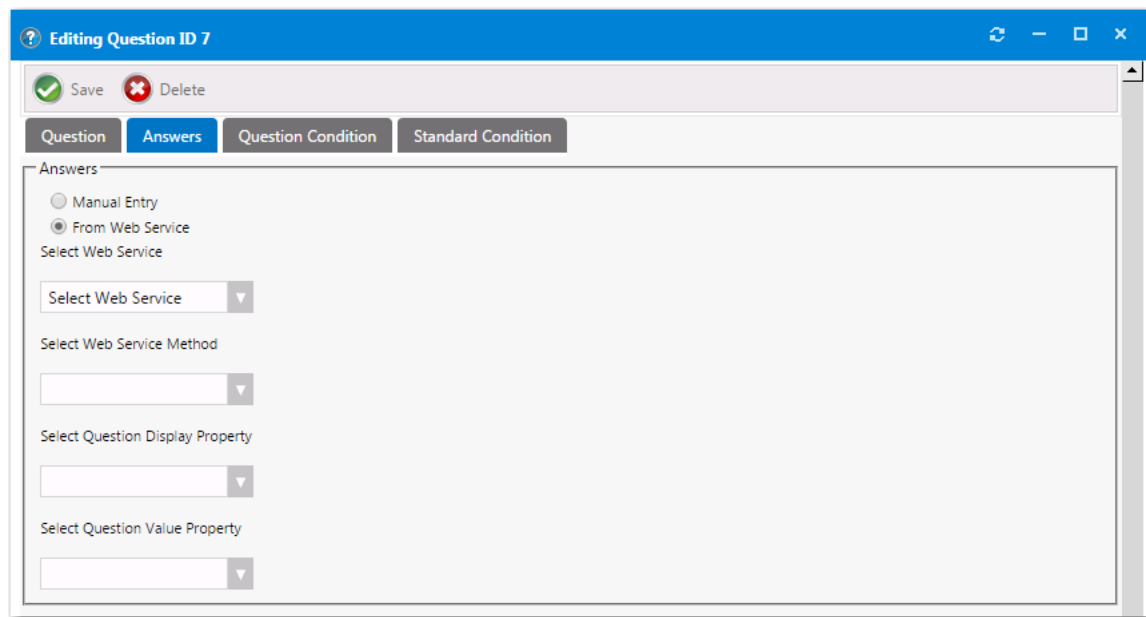 Editing Question ID 7
Save Delete
Question Answers Question Condition Standard Condition
Answers
Manual Entry
From Web Service
Select Web Service
Select Web Service
Select Web Service Method
Select Question Display Property
Select Question Value Property